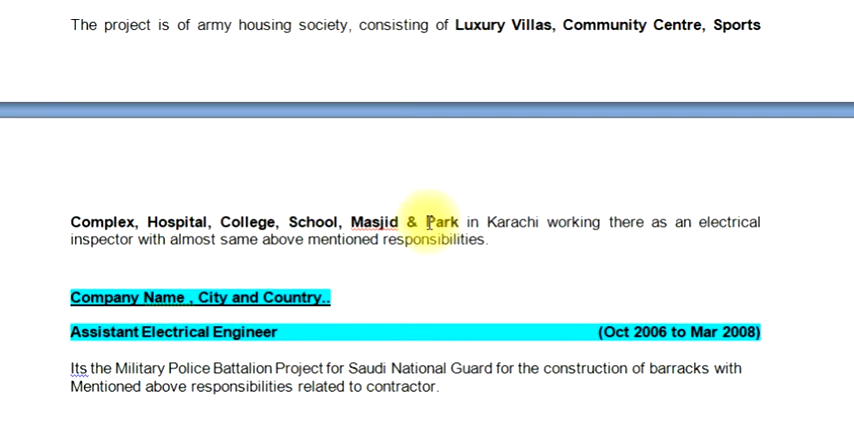 The project is of army housing society, consisting of Luxury Villas, Community Centre, Sports
Complex, Hospital, College, School, Masjid & Park in Karachi working there as an electrical
inspector with almost same above mentioned responsibilities.
Company Name , City and Country..
Assistant Electrical Engineer (Oct 2006 to Mar 2008)
Its the Military Police Battalion Project for Saudi National Guard for the construction of barracks with
Mentioned above responsibilities related to contractor.